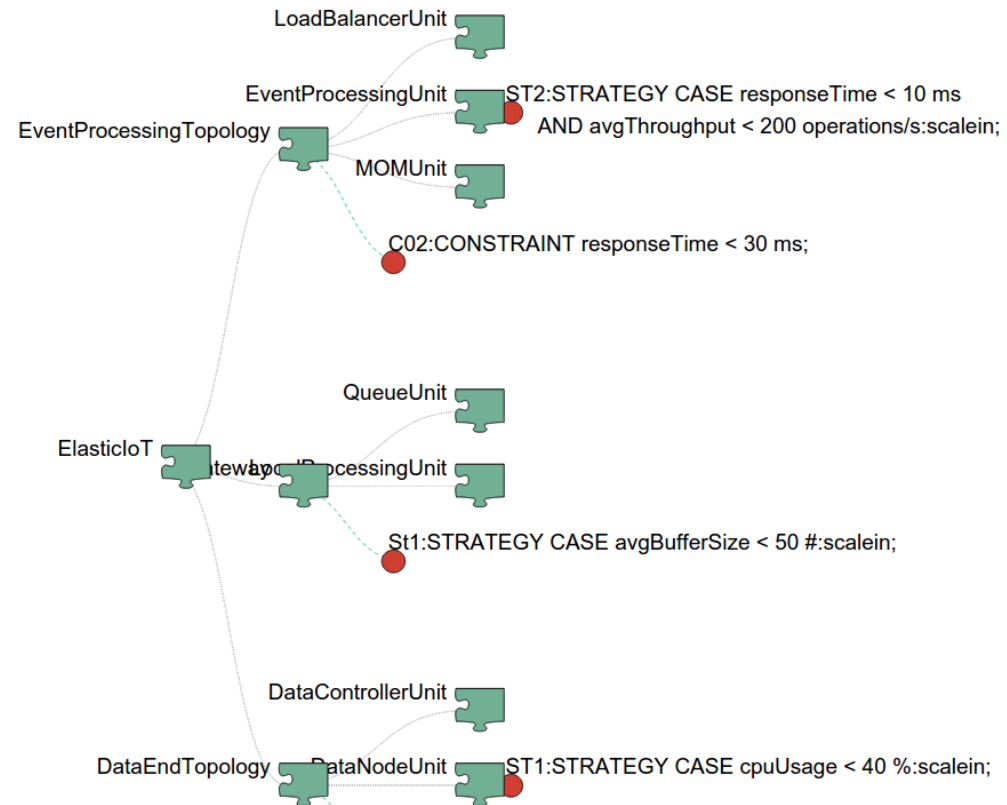 LoadBalancerUnit
EventProcessingUnit
ST2:STRATEGY CASE responseTime < 10 ms
AND avgThroughput < 200 operations/s:scalein;
EventProcessingTopology
MOMUnit
C02:CONSTRAINT responseTime < 30 ms;
QueueUnit
ElasticIoT
St1:STRATEGY CASE avgBufferSize < 50 #:scalein;
DataControllerUnit
DataEndTopology
DataNodeUnit
ST1:STRATEGY CASE cpuUsage < 40 %:scalein;